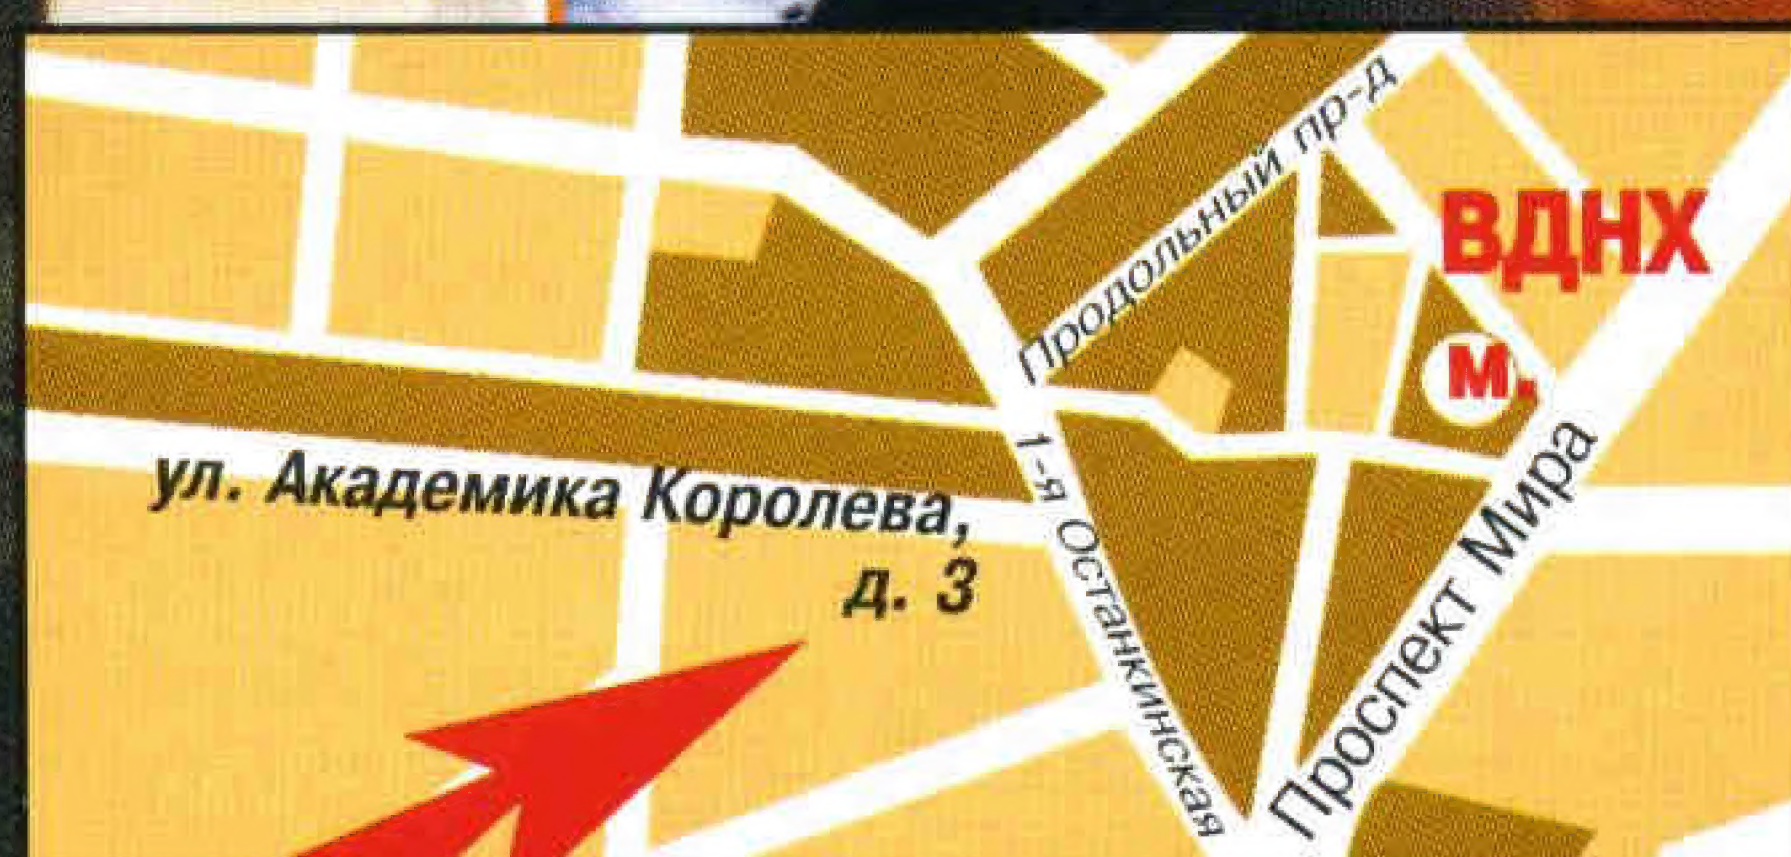 Продольный пр-д
ВДНХ
м.
ул. Академика Королева,
д. 3
1-я Останкинская
Проспект Мира